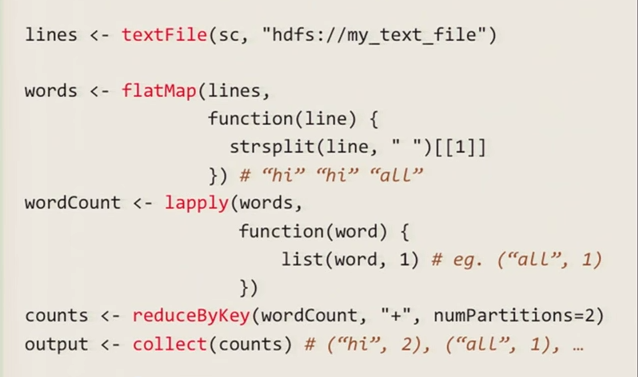 lines <- textFile(sc, "hdfs://my_text_file")
words <- flatMap(lines,
function(line) {
strsplit(line, " ")[[1]]
}) # “hi” “hi” “all”
wordCount <- lapply(words,
function(word) {
list(word, 1) # eg. (“all”, 1)
})
counts <- reduceByKey(wordCount, "+", numPartitions=2)
output <- collect(counts) # (“hi”, 2), (“all”, 1), …